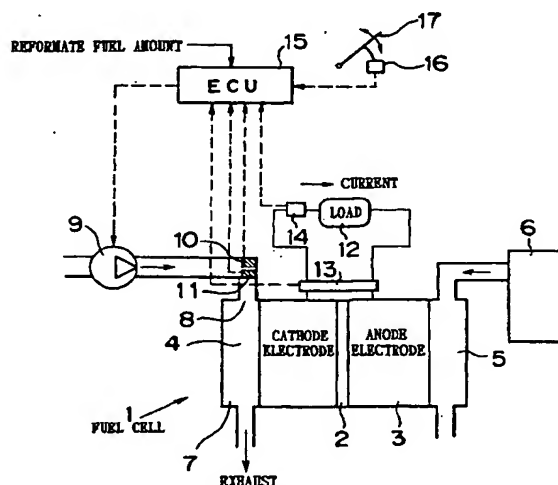 17
REFORMATE FUEL AMOUNT
15
16
ECU
CURRENT
LOAD
14
12
6
9
10
13
11
8
4
CATHODE ELECTRODE
ANODE ELECTRODE
5
1
FUEL CELL
7
2
3
EXHAUST